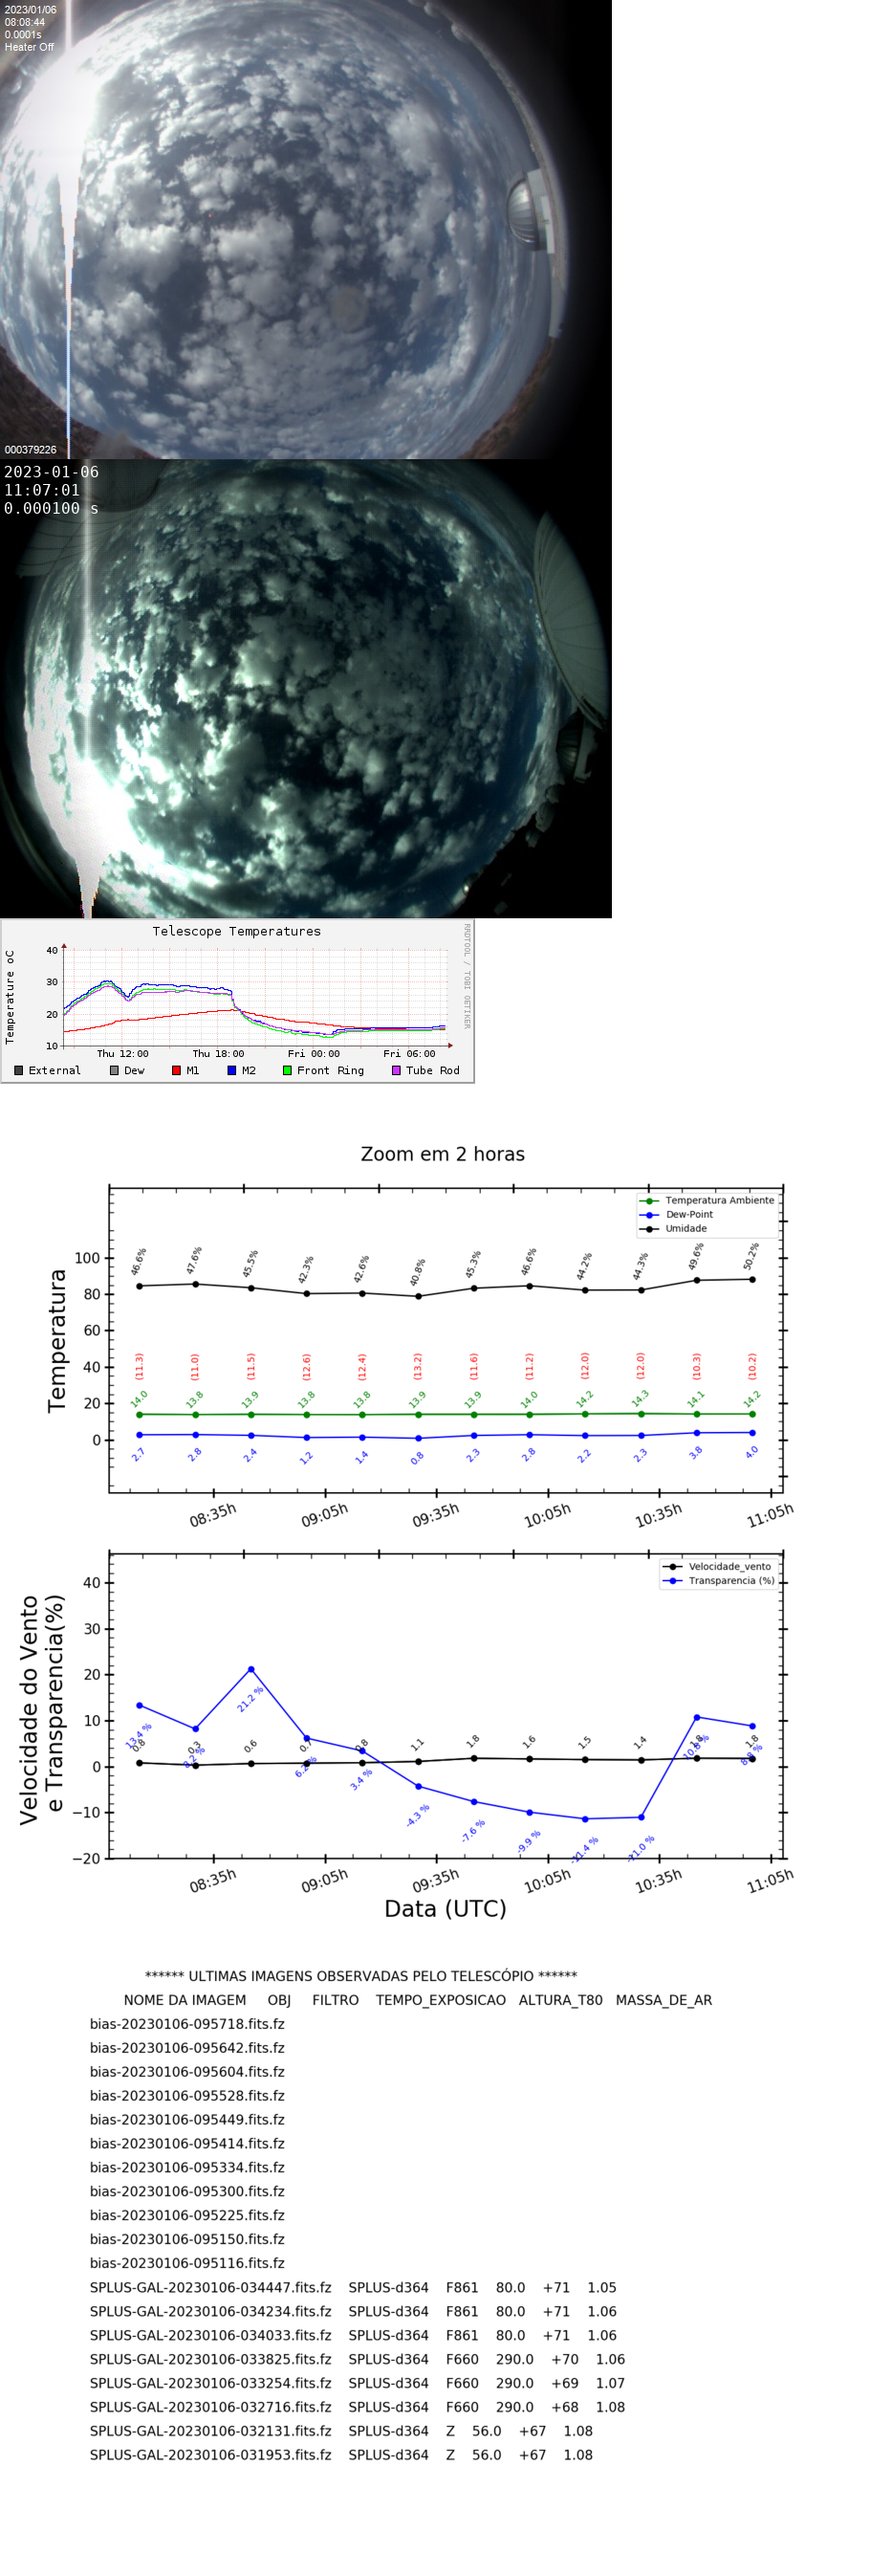 2023/01/06
08:08:44
0.0001s
Heater Off
000379226
2023-01-06
11:07:01
0.000100 s
Telescope Temperatures
RRDTOOL / TOBI OETIKER
Temperature oC
40
30
20
10
Thu 12:00 Thu 18:00 Fri 00:00 Fri 06:00
External Dew M1 M2 Front Ring Tube Rod
Zoom em 2 horas
Temperatura Ambiente
Dew-Point
Umidade
Temperatura
100
80
60
40
20
0
46.6% 47.6% 45.5% 42.3% 42.6% 40.8% 45.3% 46.6% 44.2% 44.3% 49.6% 50.2%
(11.3) (11.0) (11.5) (12.6) (12.4) (13.2) (11.6) (11.2) (12.0) (12.0) (10.3) (10.2)
14.0 13.8 13.9 13.8 13.8 13.9 13.9 14.0 14.2 14.3 14.1 14.2
2.7 2.8 2.4 1.2 1.4 0.8 2.3 2.8 2.2 2.3 3.8 4.0
08:35h 09:05h 09:35h 10:05h 10:35h 11:05h
Velocidade_vento
Transparencia (%)
Velocidade do Vento
e Transparencia(%)
40
30
20
10
0
−10
−20
0.8 0.3 0.6 0.7 0.8 1.1 1.8 1.6 1.5 1.4 1.8 1.8
13.4 % 8.2 % 21.2 % 3.4 % -4.3 % -7.6 % -9.9 % -11.4 % -11.0 %
08:35h 09:05h 09:35h 10:05h 10:35h 11:05h
Data (UTC)
****** ULTIMAS IMAGENS OBSERVADAS PELO TELESCÓPIO ******
NOME DA IMAGEM OBJ FILTRO TEMPO_EXPOSICAO ALTURA_T80 MASSA_DE_AR
bias-20230106-095718.fits.fz
bias-20230106-095642.fits.fz
bias-20230106-095604.fits.fz
bias-20230106-095528.fits.fz
bias-20230106-095449.fits.fz
bias-20230106-095414.fits.fz
bias-20230106-095334.fits.fz
bias-20230106-095300.fits.fz
bias-20230106-095225.fits.fz
bias-20230106-095150.fits.fz
bias-20230106-095116.fits.fz
SPLUS-GAL-20230106-034447.fits.fz SPLUS-d364 F861 80.0 +71 1.05
SPLUS-GAL-20230106-034234.fits.fz SPLUS-d364 F861 80.0 +71 1.06
SPLUS-GAL-20230106-034033.fits.fz SPLUS-d364 F861 80.0 +71 1.06
SPLUS-GAL-20230106-033825.fits.fz SPLUS-d364 F660 290.0 +70 1.06
SPLUS-GAL-20230106-033254.fits.fz SPLUS-d364 F660 290.0 +69 1.07
SPLUS-GAL-20230106-032716.fits.fz SPLUS-d364 F660 290.0 +68 1.08
SPLUS-GAL-20230106-032131.fits.fz SPLUS-d364 Z 56.0 +67 1.08
SPLUS-GAL-20230106-031953.fits.fz SPLUS-d364 Z 56.0 +67 1.08